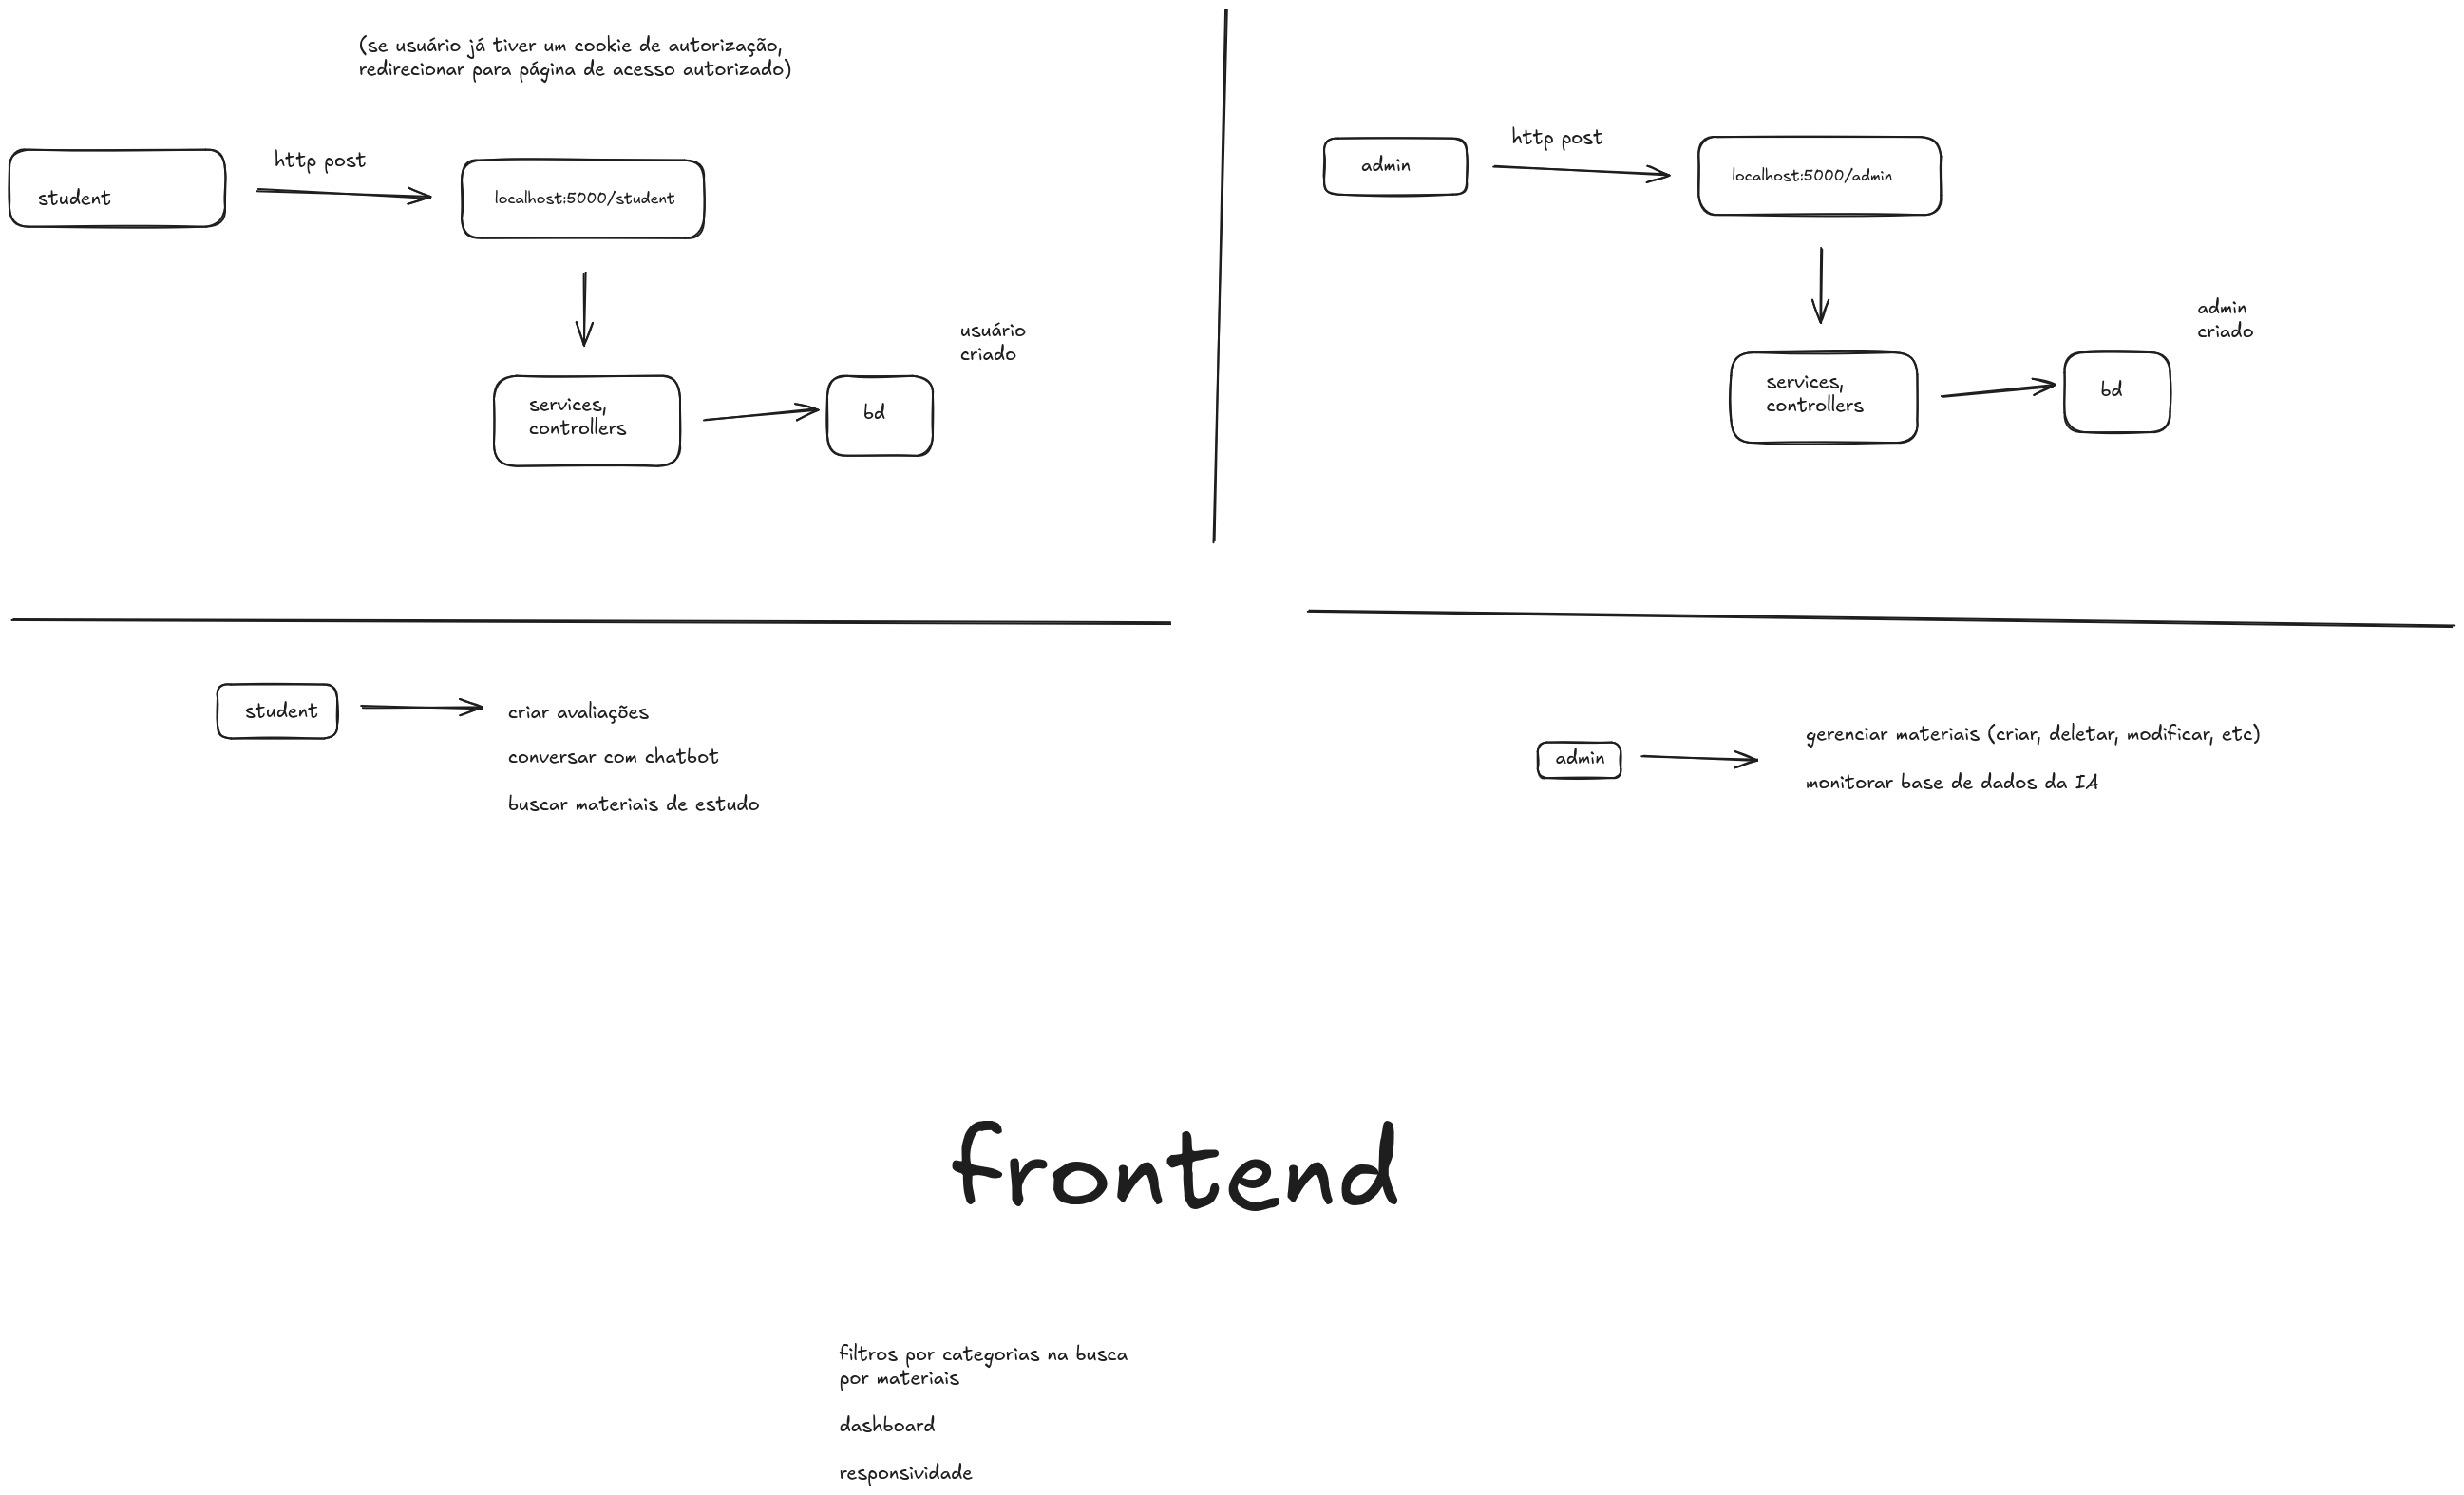 (se usuário já tiver um cookie de autorização,
redirecionar para página de acesso autorizado)
student
http post
localhost:5000/student
services,
controllers
bd
usuário
criado
admin
http post
localhost:5000/admin
services,
controllers
bd
admin
criado
student
criar avaliações
conversar com chatbot
buscar materiais de estudo
admin
gerenciar materiais (criar, deletar, modificar, etc)
monitorar base de dados da IA
frontend
filtros por categorias na busca
por materiais
dashboard
responsividade